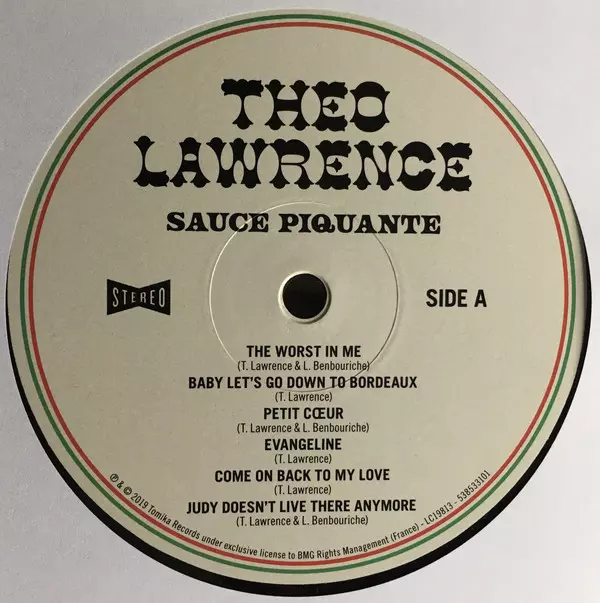 THEO
LAWRENCE
SAUCE PIQUANTE
STEREO
SIDE A
THE WORST IN ME
(T. Lawrence & L. Benbouriche)
BABY LET'S GO DOWN TO BORDEAUX
(T. Lawrence)
PETIT CŒUR
(T. Lawrence & L. Benbouriche)
EVANGELINE
(T. Lawrence)
COME ON BACK TO MY LOVE
(T. Lawrence)
JUDY DOESN'T LIVE THERE ANYMORE
(T. Lawrence & L. Benbouriche)
℗ & © 2019 Tomika Records under exclusive license to BMG Rights Management (France) - LC19813 - 538533101